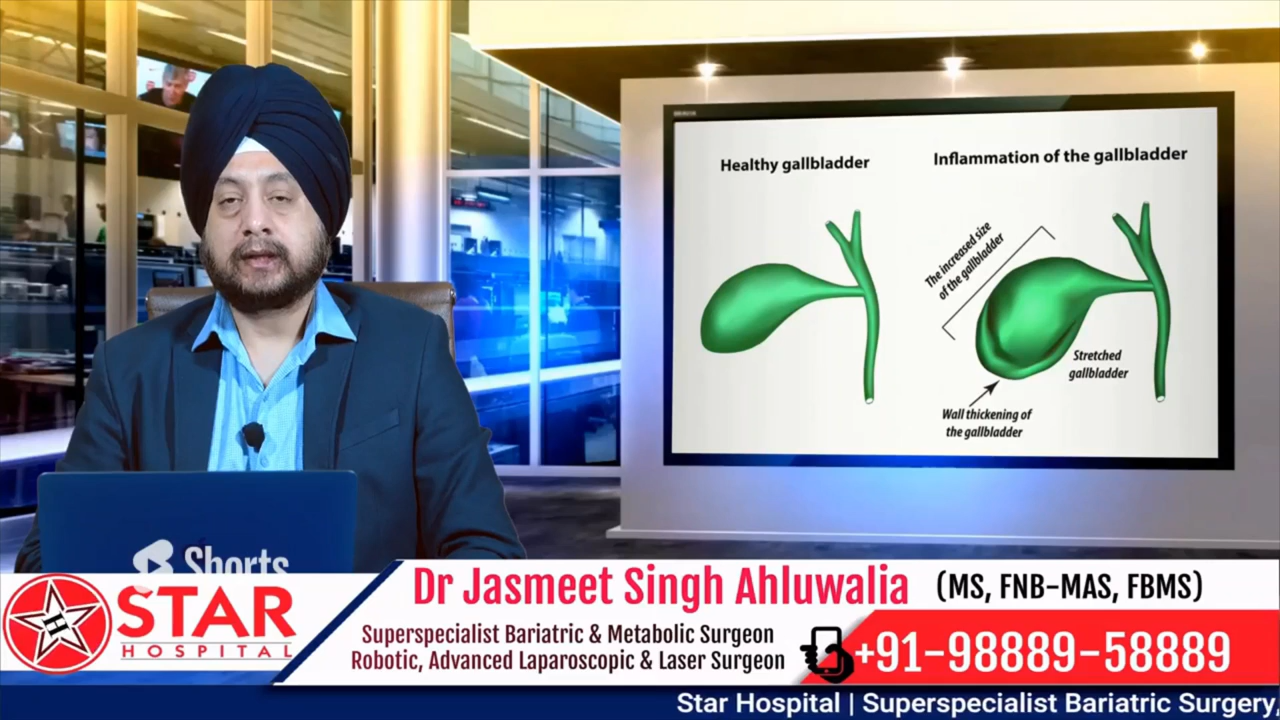 Healthy gallbladder
Inflammation of the gallbladder
The increased size
of the gallbladder
Stretched
gallbladder
Wall thickening of
the gallbladder
Shorts
STAR
HOSPITAL
H
Dr Jasmeet Singh Ahluwalia (MS, FNB-MAS, FBMS)
Superspecialist Bariatric & Metabolic Surgeon
Robotic, Advanced Laparoscopic & Laser Surgeon
+91-98889-58889
Star Hospital | Superspecialist Bariatric Surgery,